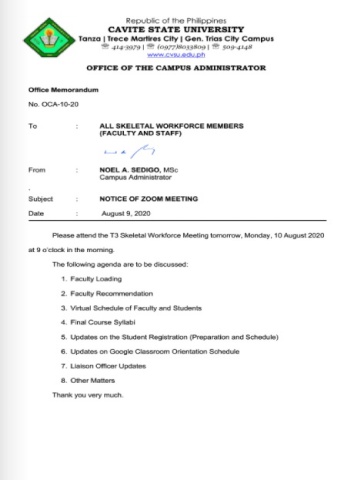 Republic of the Philippines
CAVITE STATE UNIVERSITY
Tanza | Trece Martires City | Gen. Trias City Campus
☏ 414-3979 | ☏ (0977)8033809 | ☏ 509-4148
www.cvsu.edu.ph
OFFICE OF THE CAMPUS ADMINISTRATOR
Office Memorandum
No. OCA-10-20
To : ALL SKELETAL WORKFORCE MEMBERS
(FACULTY AND STAFF)
From : NOEL A. SEDIGO, MSc
Campus Administrator
.
Subject : NOTICE OF ZOOM MEETING
Date : August 9, 2020
Please attend the T3 Skeletal Workforce Meeting tomorrow, Monday, 10 August 2020
at 9 o'clock in the morning.
The following agenda are to be discussed:
1. Faculty Loading
2. Faculty Recommendation
3. Virtual Schedule of Faculty and Students
4. Final Course Syllabi
5. Updates on the Student Registration (Preparation and Schedule)
6. Updates on Google Classroom Orientation Schedule
7. Liaison Officer Updates
8. Other Matters
Thank you very much.